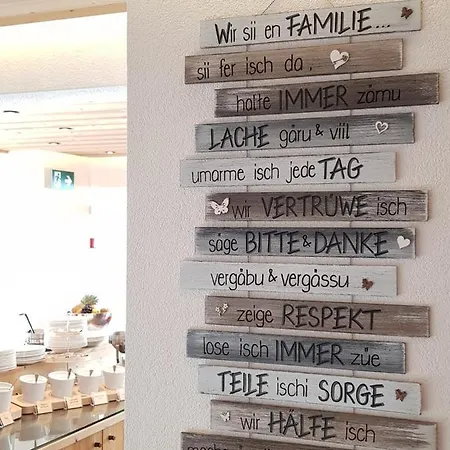 Wir sii en FAMILIE...
sii fer isch da,
halte IMMER zämu
LACHE gäru & viil
umarme isch jede TAG
wir VERTRÜWE isch
säge BITTE & DANKE
vergäbu & vergässu
zeige RESPEKT
lose isch IMMER züe
TEILE ischi SORGE
wir HÄLFE isch